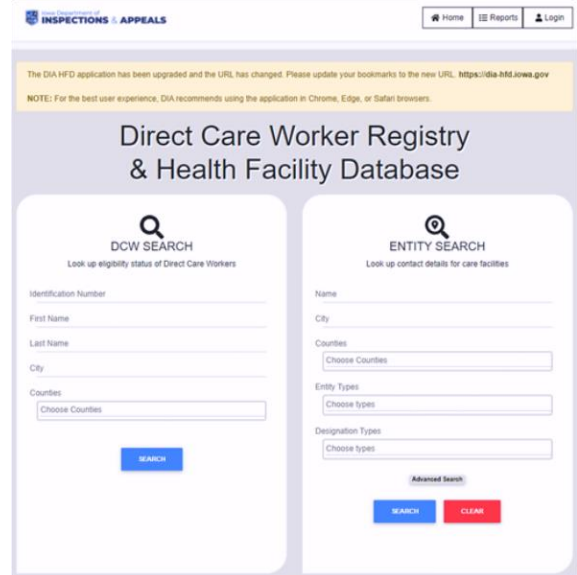 Iowa Department of
INSPECTIONS & APPEALS
Home
Reports
Login
The DIA HFD application has been upgraded and the URL has changed. Please update your bookmarks to the new URL. https://dia-hfd.iowa.gov
NOTE: For the best user experience, DIA recommends using the application in Chrome, Edge, or Safari browsers.
Direct Care Worker Registry
& Health Facility Database
DCW SEARCH
Look up eligibility status of Direct Care Workers
Identification Number
First Name
Last Name
City
Counties
Choose Counties
SEARCH
ENTITY SEARCH
Look up contact details for care facilities
Name
City
Counties
Choose Counties
Entity Types
Choose types
Designation Types
Choose types
Advanced Search
SEARCH
CLEAR